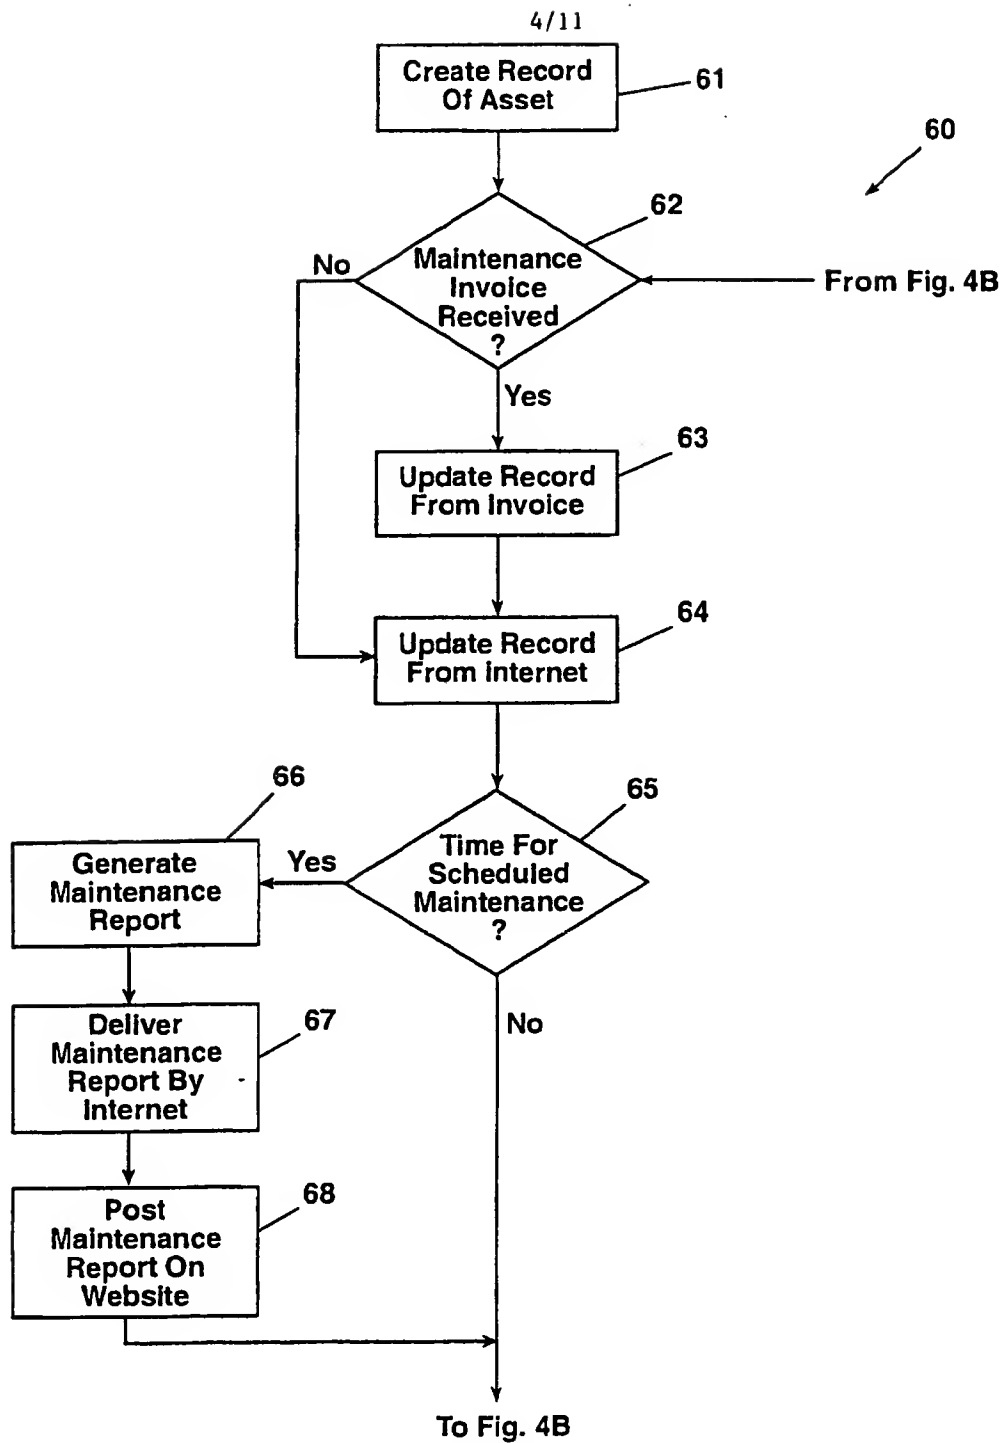 4/11
Create Record
Of Asset
61
60
62
No
Maintenance
Invoice
Received
?
From Fig. 4B
Yes
63
Update Record
From Invoice
64
Update Record
From Internet
66
65
Generate
Maintenance
Report
Yes
Time For
Scheduled
Maintenance
?
67
Deliver
Maintenance
Report By
Internet
No
68
Post
Maintenance
Report On
Website
To Fig. 4B